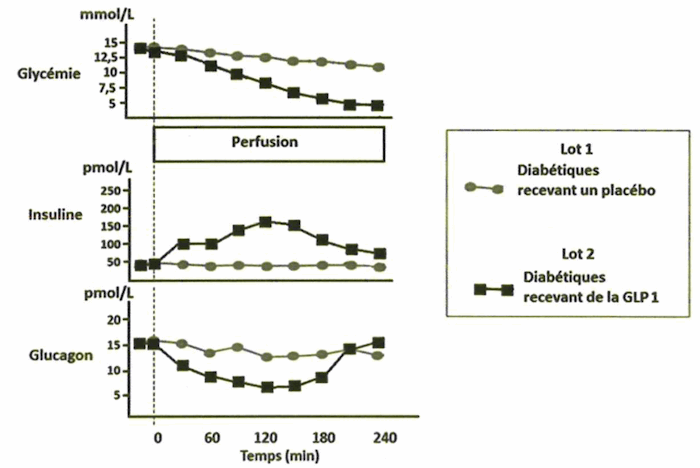 mmol/L
15
12,5
10
7,5
5
Glycémie
Perfusion
pmol/L
250
200
150
100
50
Insuline
pmol/L
20
15
10
5
Glucagon
0 60 120 180 240
Temps (min)
Lot 1
Diabétiques
recevant un placébo
Lot 2
Diabétiques
recevant de la GLP 1